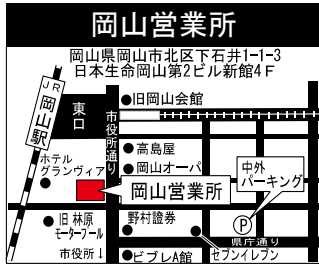 岡山営業所
岡山県岡山市北区下石井1-1-3
日本生命岡山第2ビル新館4F
JR
岡山駅
東口
市役所通り
●旧岡山会館
●高島屋
●岡山オーパ
ホテル
グランヴィア
岡山営業所
中外
パーキング
●旧 林原
モータープール
市役所↓
野村證券
P
県庁通り
●ビブレA館
セブンイレブン